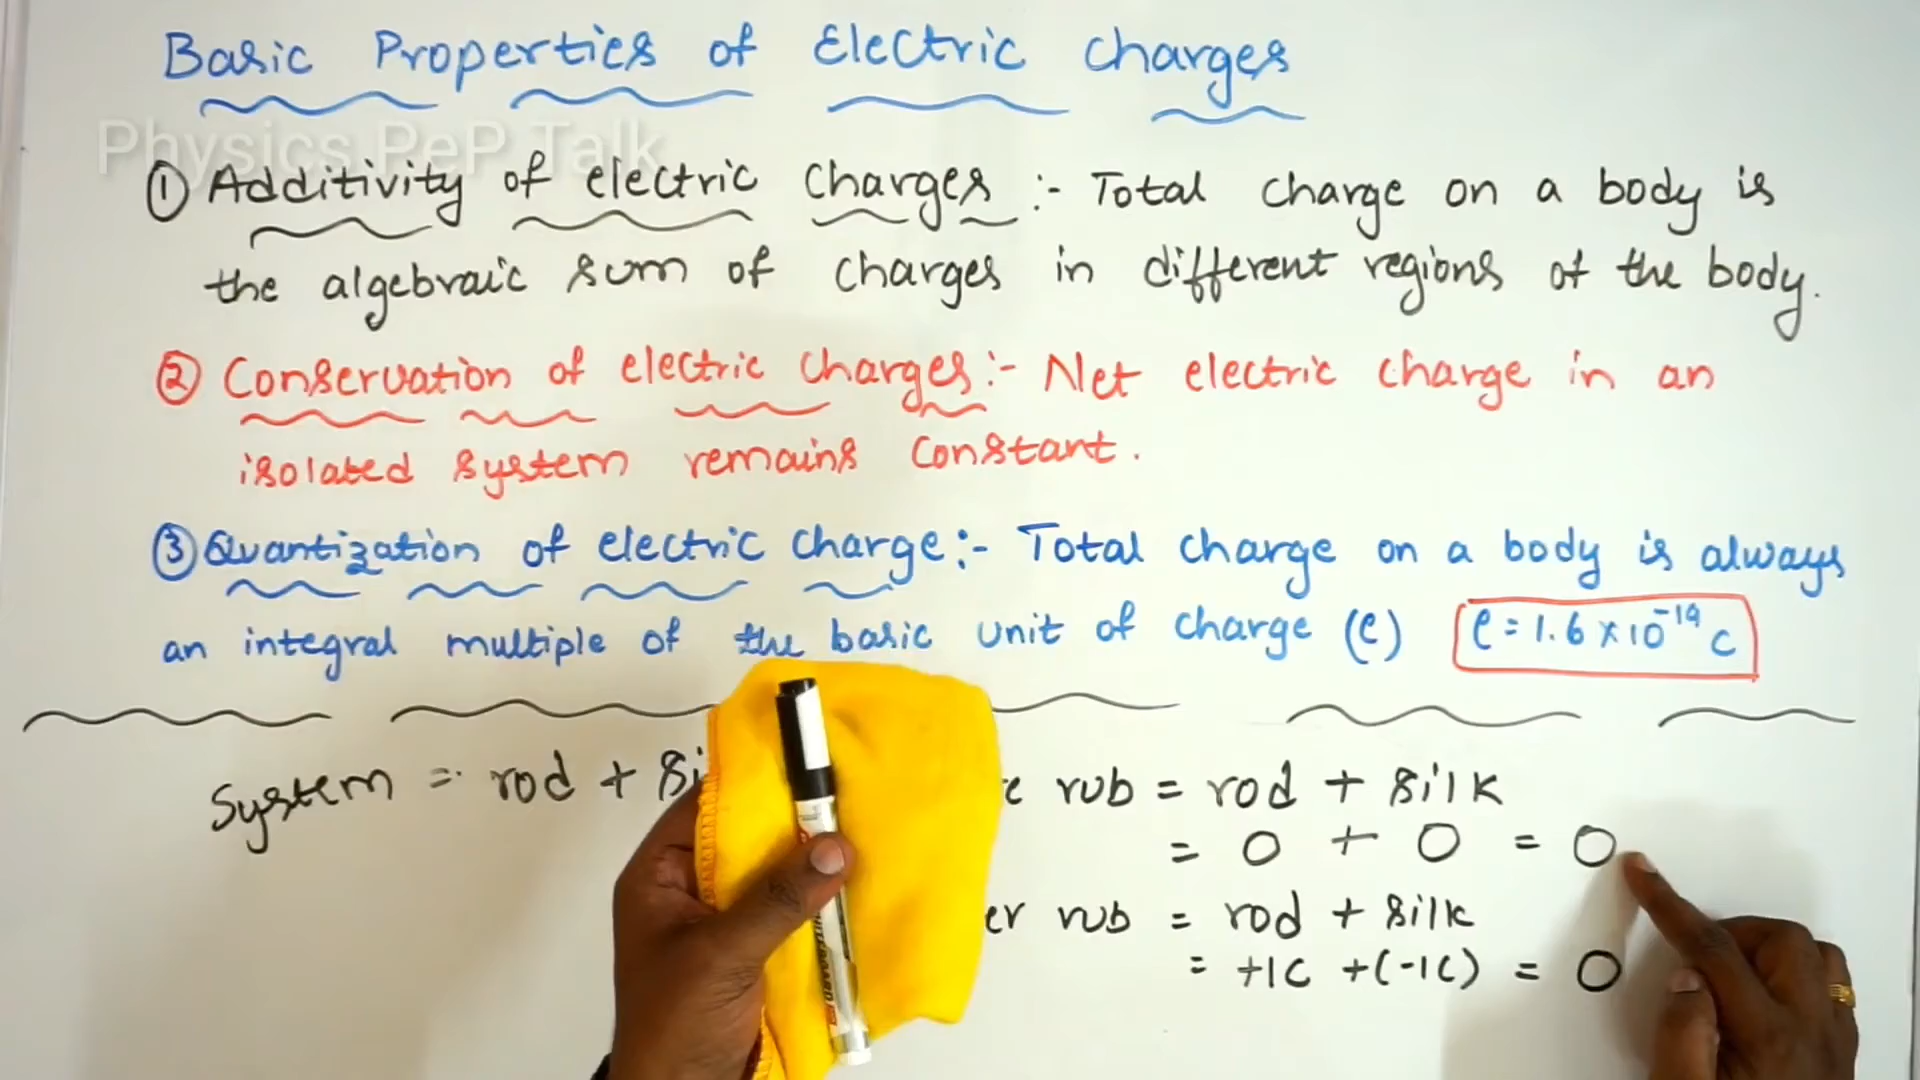 Basic Properties of Electric Charges
Physics PeP Talk
① Additivity of electric charges :- Total charge on a body is
the algebraic sum of charges in different regions of the body.
② Conservation of electric charges:- Net electric charge in an
isolated system remains constant.
③ Quantization of electric charge:- Total charge on a body is always
an integral multiple of the basic unit of charge (e) e = 1.6 × 10⁻¹⁹ C
System = rod + rub = rod + silk
= 0 + 0 = 0
rub = rod + silk
= +1C + (-1C) = 0